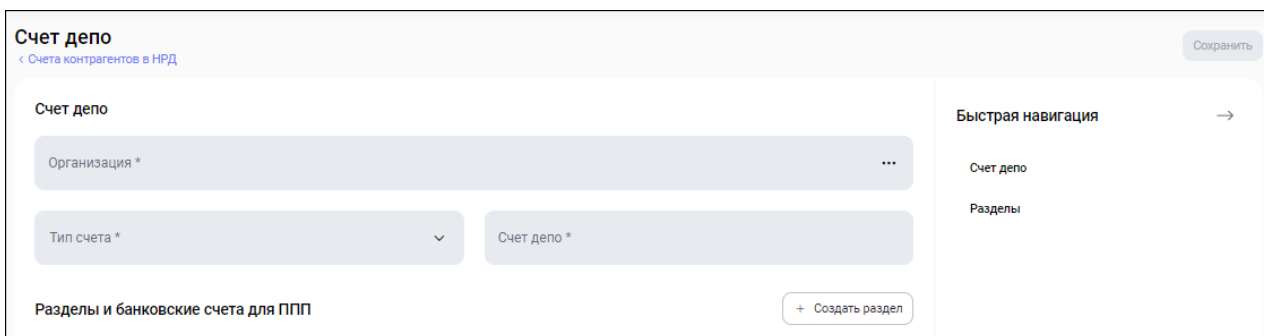 Счет депо
< Счета контрагентов в НРД
Сохранить
Счет депо
Организация *
...
Тип счета *
Счет депо *
Разделы и банковские счета для ППП
+ Создать раздел
Быстрая навигация →
Счет депо
Разделы